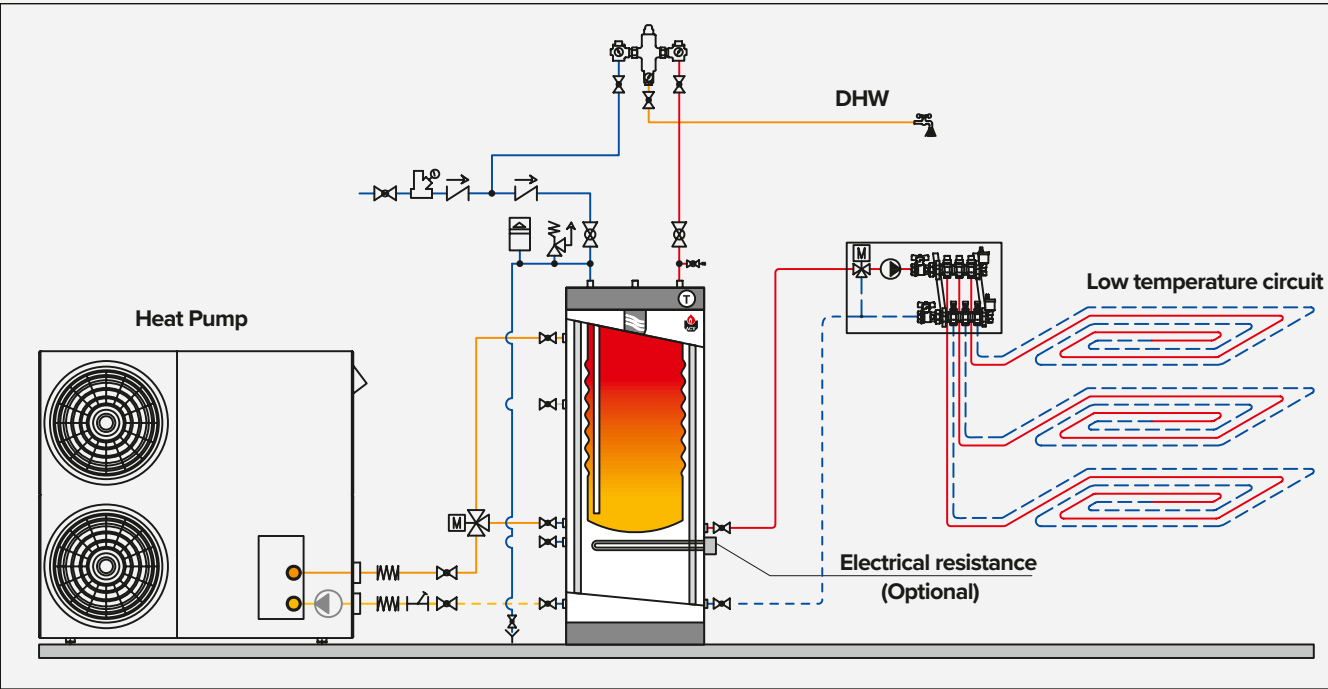 DHW
M
Low temperature circuit
T
Heat Pump
M
Electrical resistance
(Optional)